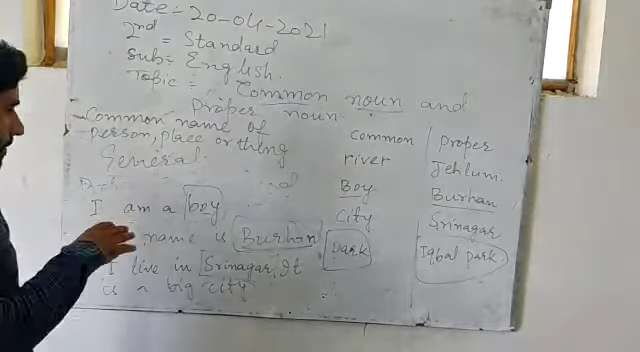 Date:- 20-04-2021
2nd = Standard
Sub:- English.
Topic = Common noun and
Proper noun.
Common name of
person, place or thing
General.
I am a boy,
name is Burhan
I live in Srinagar, It
is a big city
common | proper
river | Jehlum.
Boy | Burhan
City | Srinagar
Park | Iqbal park